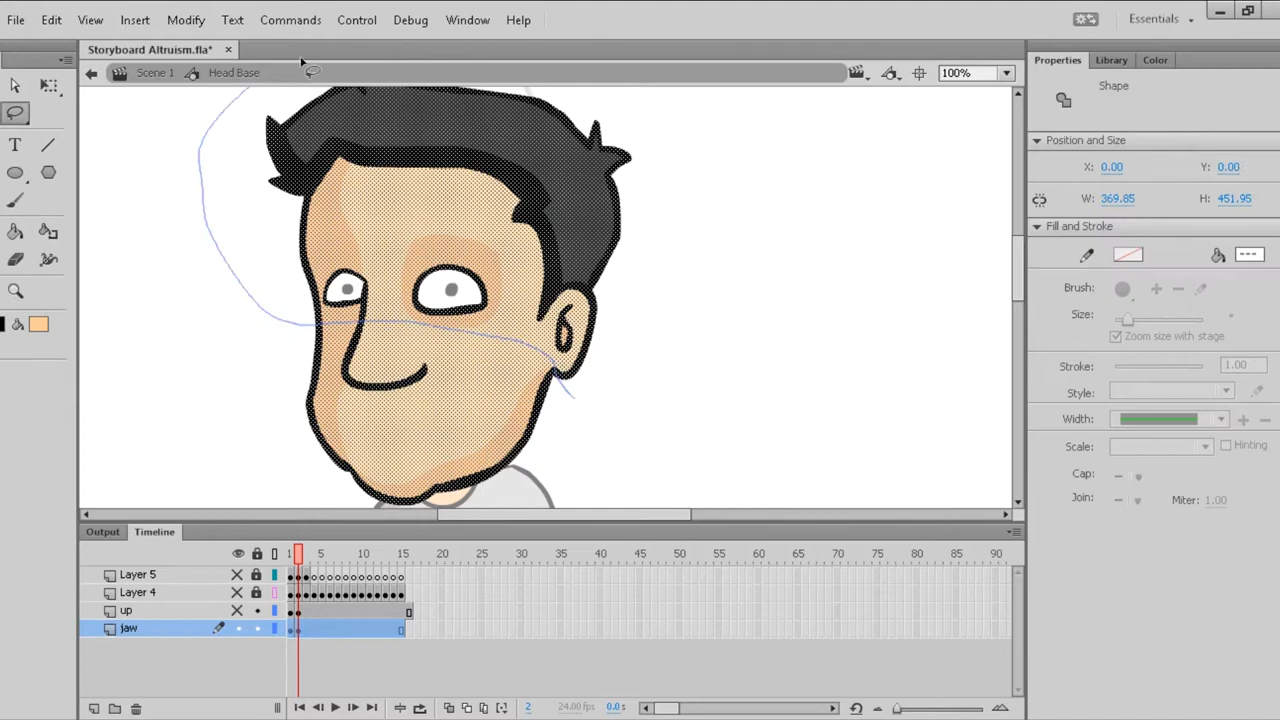 File Edit View Insert Modify Text Commands Control Debug Window Help Essentials
Storyboard Altruism.fla* ×
Scene 1 Head Base 100%
Properties Library Color
Shape
Position and Size
X: 0.00 Y: 0.00
W: 369.85 H: 451.95
Fill and Stroke
Brush:
Size:
Zoom size with stage
Stroke: 1.00
Style:
Width:
Scale: Hinting
Cap:
Join: Miter: 1.00
Output Timeline
1 5 10 15 20 25 30 35 40 45 50 55 60 65 70 75 80 85 90
Layer 5
Layer 4
up
jaw
2 24.00 fps 0.0 s